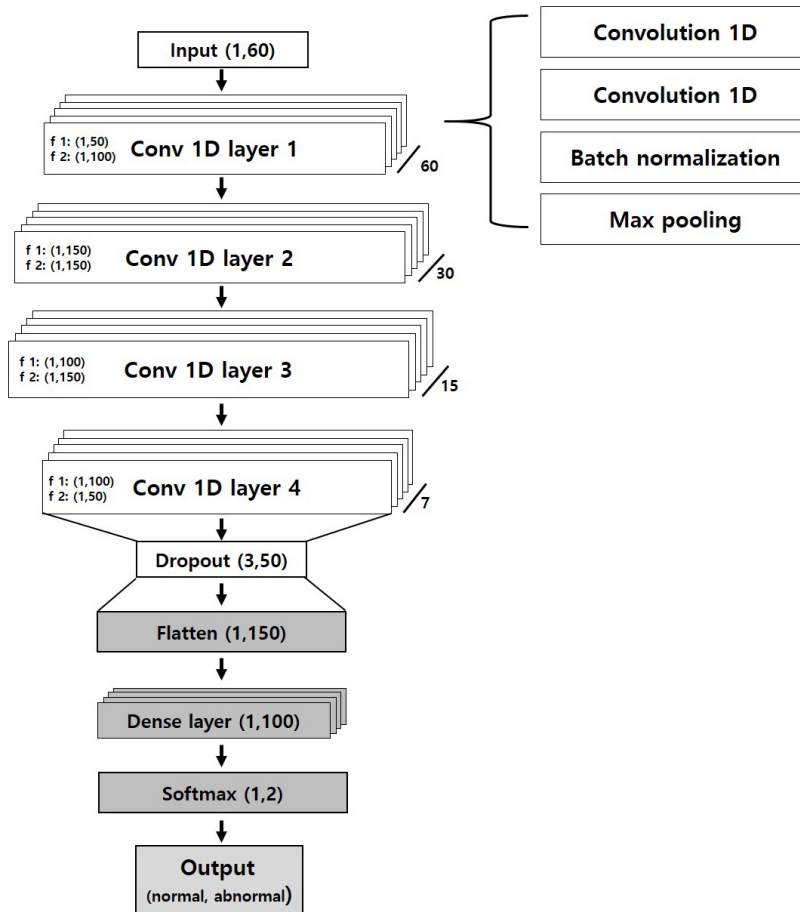 Input (1,60)
f 1: (1,50)
f 2: (1,100)
Conv 1D layer 1
60
Convolution 1D
Convolution 1D
Batch normalization
Max pooling
f 1: (1,150)
f 2: (1,150)
Conv 1D layer 2
30
f 1: (1,100)
f 2: (1,150)
Conv 1D layer 3
15
f 1: (1,100)
f 2: (1,50)
Conv 1D layer 4
7
Dropout (3,50)
Flatten (1,150)
Dense layer (1,100)
Softmax (1,2)
Output
(normal, abnormal)